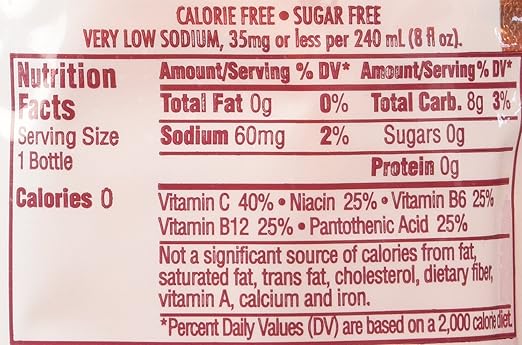 CALORIE FREE • SUGAR FREE
VERY LOW SODIUM, 35mg or less per 240 mL (8 fl oz).
Nutrition Facts
Serving Size
1 Bottle
Calories 0
Amount/Serving % DV* Amount/Serving % DV*
Total Fat 0g 0% Total Carb. 8g 3%
Sodium 60mg 2% Sugars 0g
Protein 0g
Vitamin C 40% • Niacin 25% • Vitamin B6 25%
Vitamin B12 25% • Pantothenic Acid 25%
Not a significant source of calories from fat,
saturated fat, trans fat, cholesterol, dietary fiber,
vitamin A, calcium and iron.
*Percent Daily Values (DV) are based on a 2,000 calorie diet.